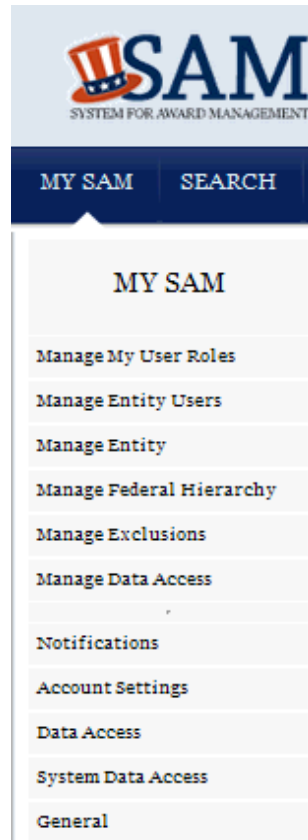 SAM
SYSTEM FOR AWARD MANAGEMENT
MY SAM SEARCH
MY SAM
Manage My User Roles
Manage Entity Users
Manage Entity
Manage Federal Hierarchy
Manage Exclusions
Manage Data Access
Notifications
Account Settings
Data Access
System Data Access
General